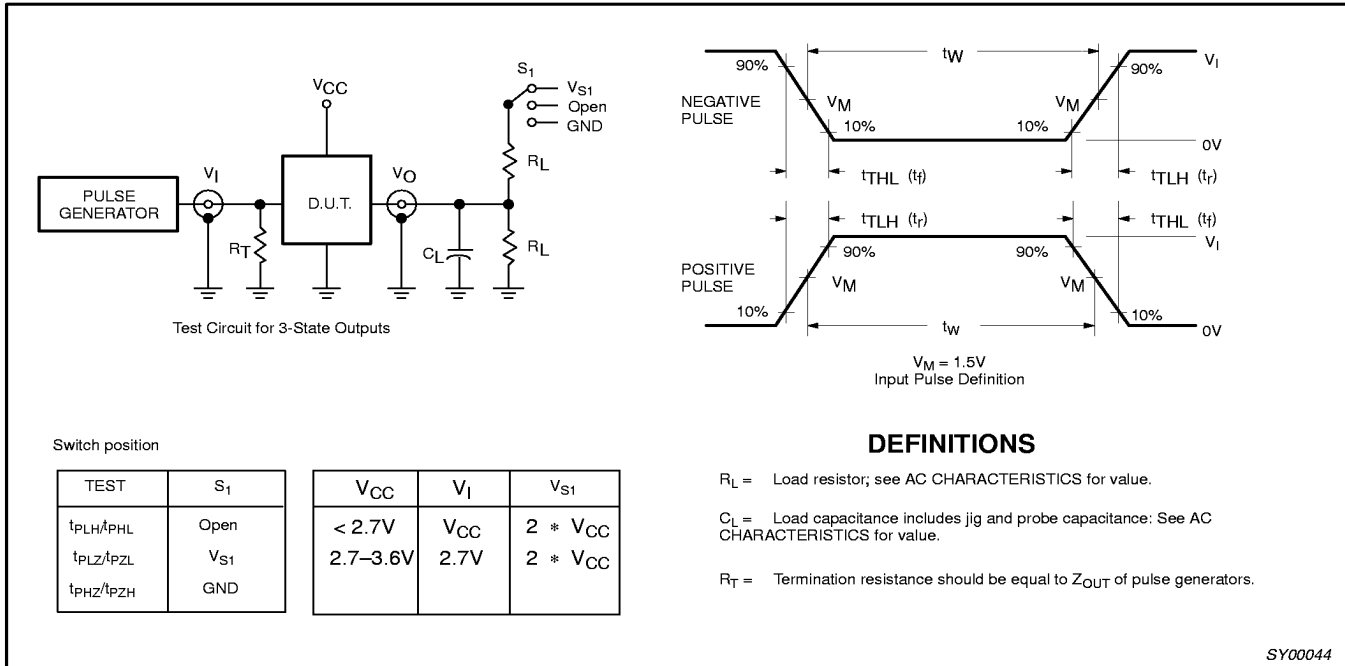 VCC
S1
VS1
Open
GND
RL
VI
VO
PULSE
GENERATOR
D.U.T.
RT
CL
RL
Test Circuit for 3-State Outputs
tW
90%
90%
VI
NEGATIVE
PULSE
VM
VM
10%
10%
0V
tTHL (tf)
tTLH (tr)
tTLH (tr)
tTHL (tf)
VI
90%
90%
POSITIVE
PULSE
VM
VM
10%
10%
tW
0V
VM = 1.5V
Input Pulse Definition
Switch position
TEST S1
tPLH/tPHL Open
tPLZ/tPZL VS1
tPHZ/tPZH GND
VCC VI VS1
< 2.7V VCC 2 * VCC
2.7–3.6V 2.7V 2 * VCC
DEFINITIONS
RL = Load resistor; see AC CHARACTERISTICS for value.
CL = Load capacitance includes jig and probe capacitance: See AC
CHARACTERISTICS for value.
RT = Termination resistance should be equal to ZOUT of pulse generators.
SY00044